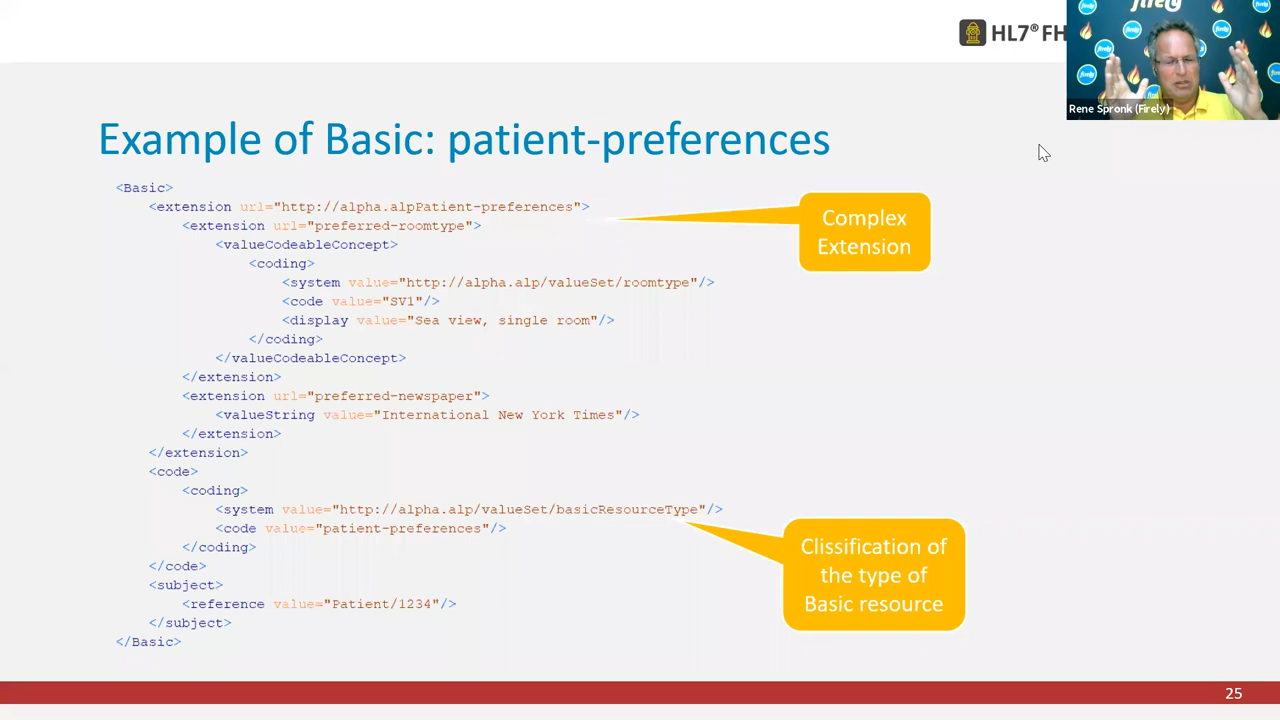 HL7® FH
firely
Rene Spronk (Firely)
Example of Basic: patient-preferences
<Basic>
<extension url="http://alpha.alpPatient-preferences">
<extension url="preferred-roomtype">
<valueCodeableConcept>
<coding>
<system value="http://alpha.alp/valueSet/roomtype"/>
<code value="SV1"/>
<display value="Sea view, single room"/>
</coding>
</valueCodeableConcept>
</extension>
<extension url="preferred-newspaper">
<valueString value="International New York Times"/>
</extension>
</extension>
<code>
<coding>
<system value="http://alpha.alp/valueSet/basicResourceType"/>
<code value="patient-preferences"/>
</coding>
</code>
<subject>
<reference value="Patient/1234"/>
</subject>
</Basic>
Complex
Extension
Clissification of
the type of
Basic resource
25